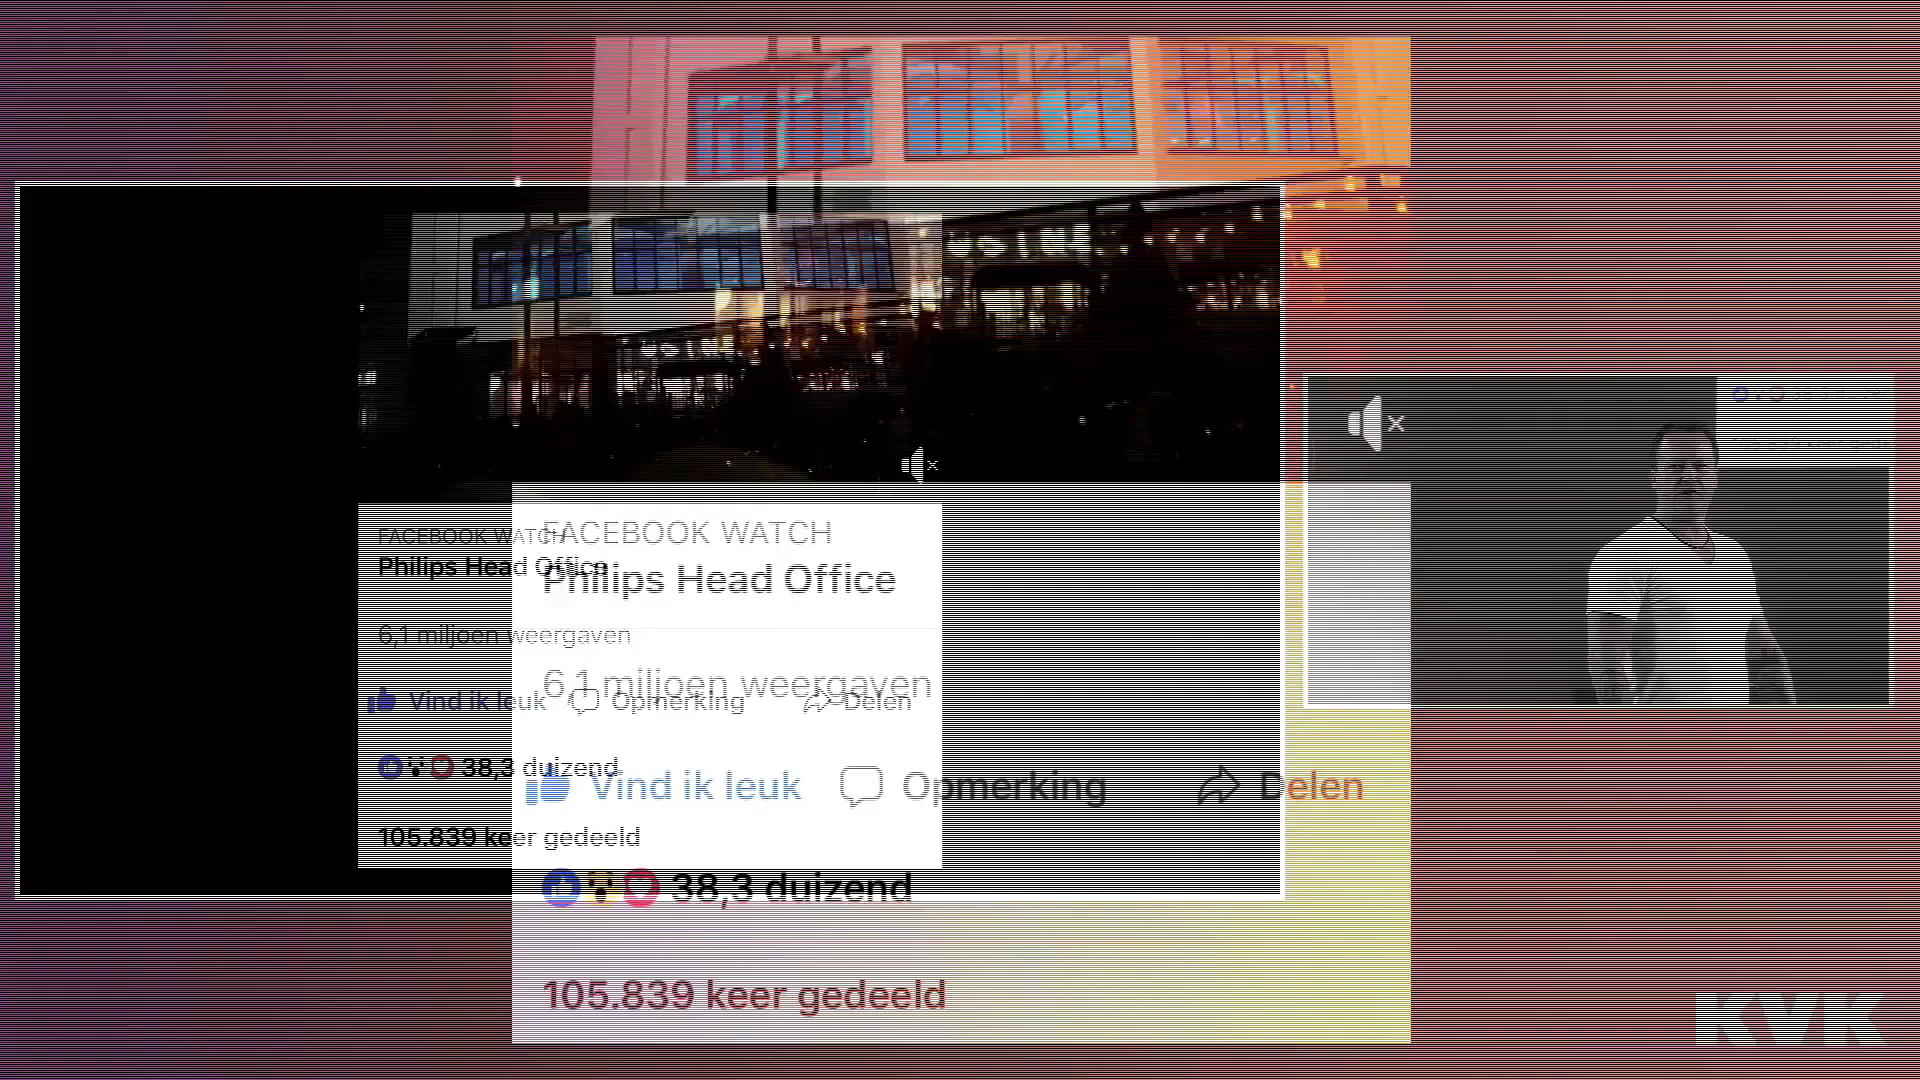 FACEBOOK WATCH
Philips Head Office
6,1 miljoen weergaven
Vind ik leuk Opmerking Delen
38,3 duizend
105.839 keer gedeeld
FACEBOOK WATCH
Philips Head Office
6,1 miljoen weergaven
Vind ik leuk Opmerking Delen
38,3 duizend
105.839 keer gedeeld
KVK